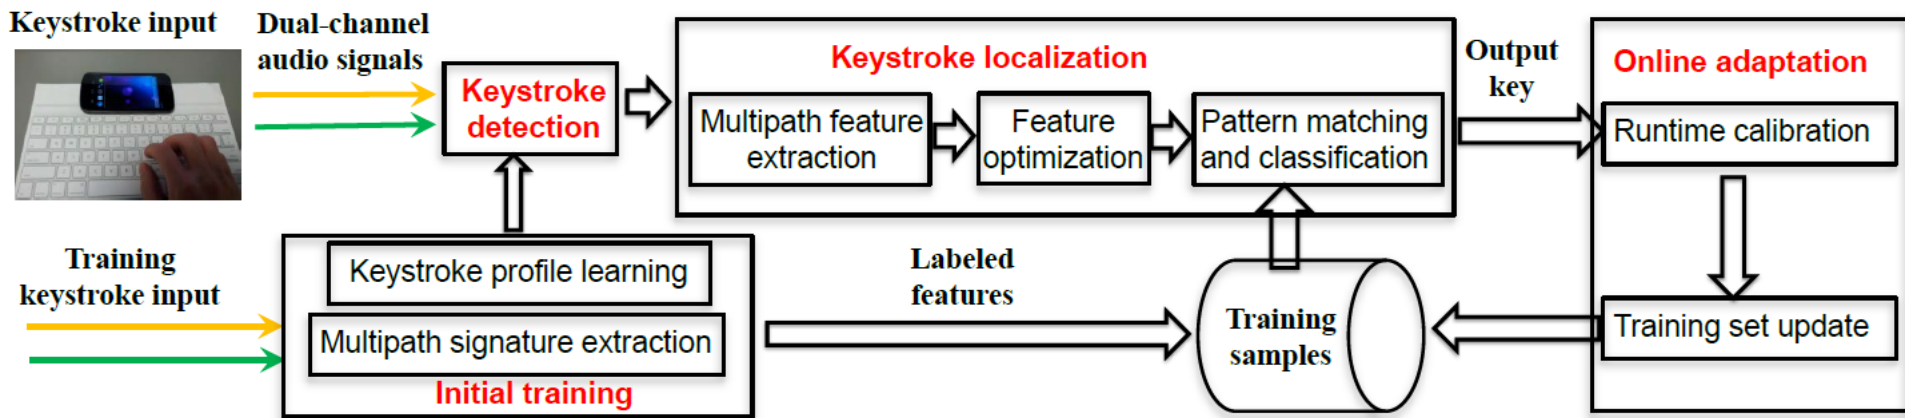 Keystroke input
Dual-channel
audio signals
Keystroke
detection
Keystroke localization
Multipath feature
extraction
Feature
optimization
Pattern matching
and classification
Output
key
Online adaptation
Runtime calibration
Training
keystroke input
Keystroke profile learning
Multipath signature extraction
Initial training
Labeled
features
Training
samples
Training set update